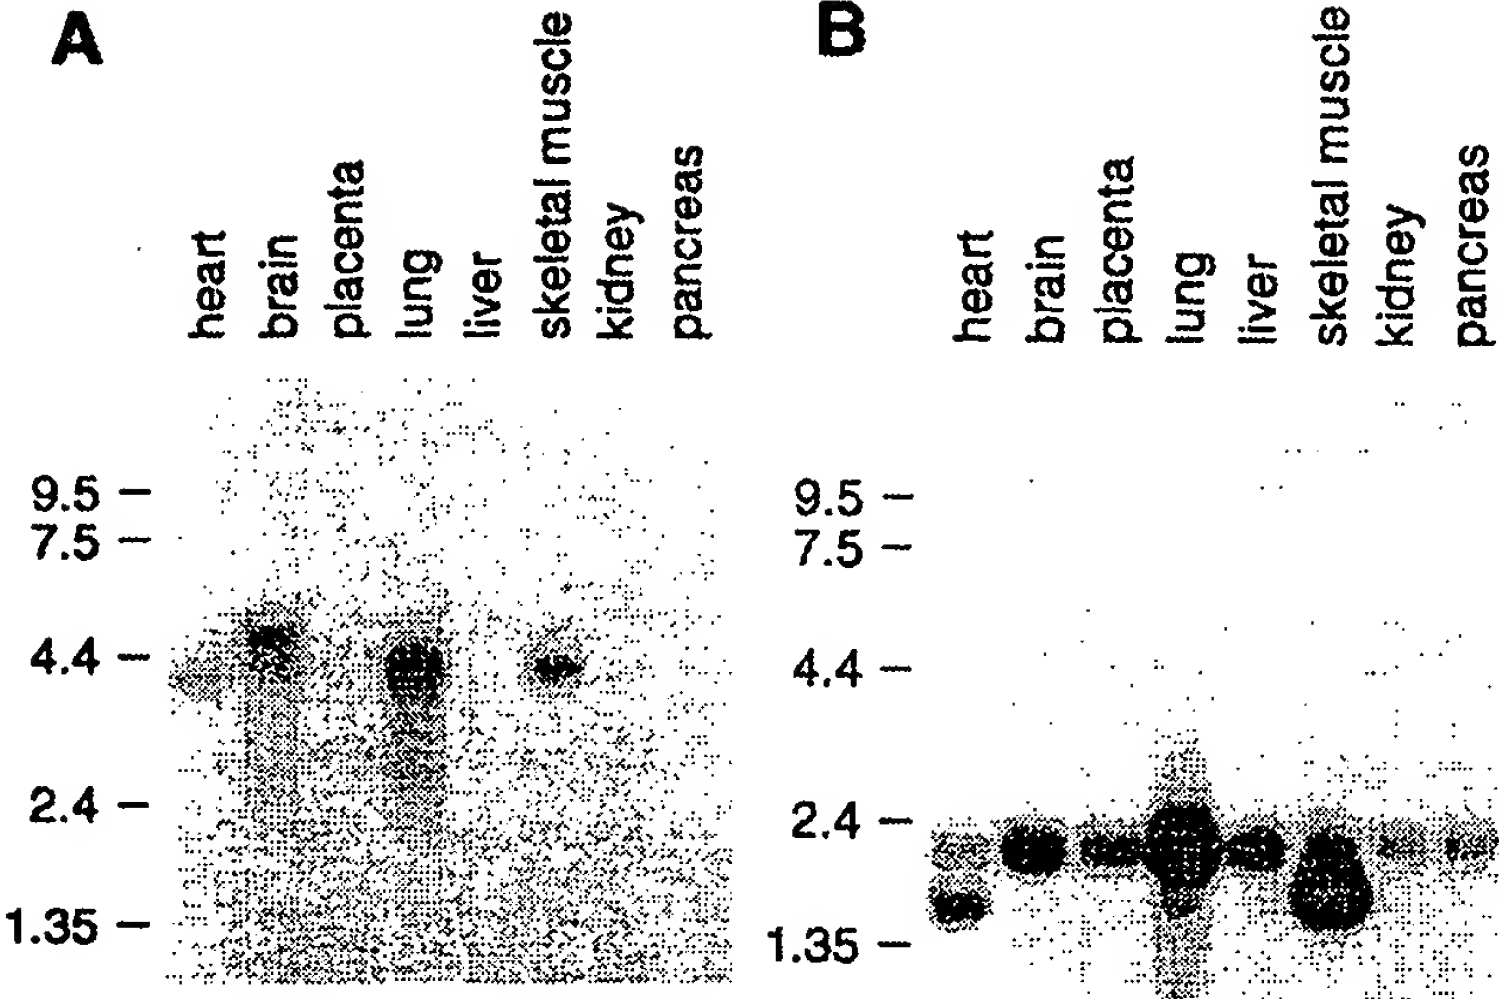 A
heart
brain
placenta
lung
liver
skeletal muscle
kidney
pancreas
9.5
7.5
4.4
2.4
1.35
B
heart
brain
placenta
lung
liver
skeletal muscle
kidney
pancreas
9.5
7.5
4.4
2.4
1.35